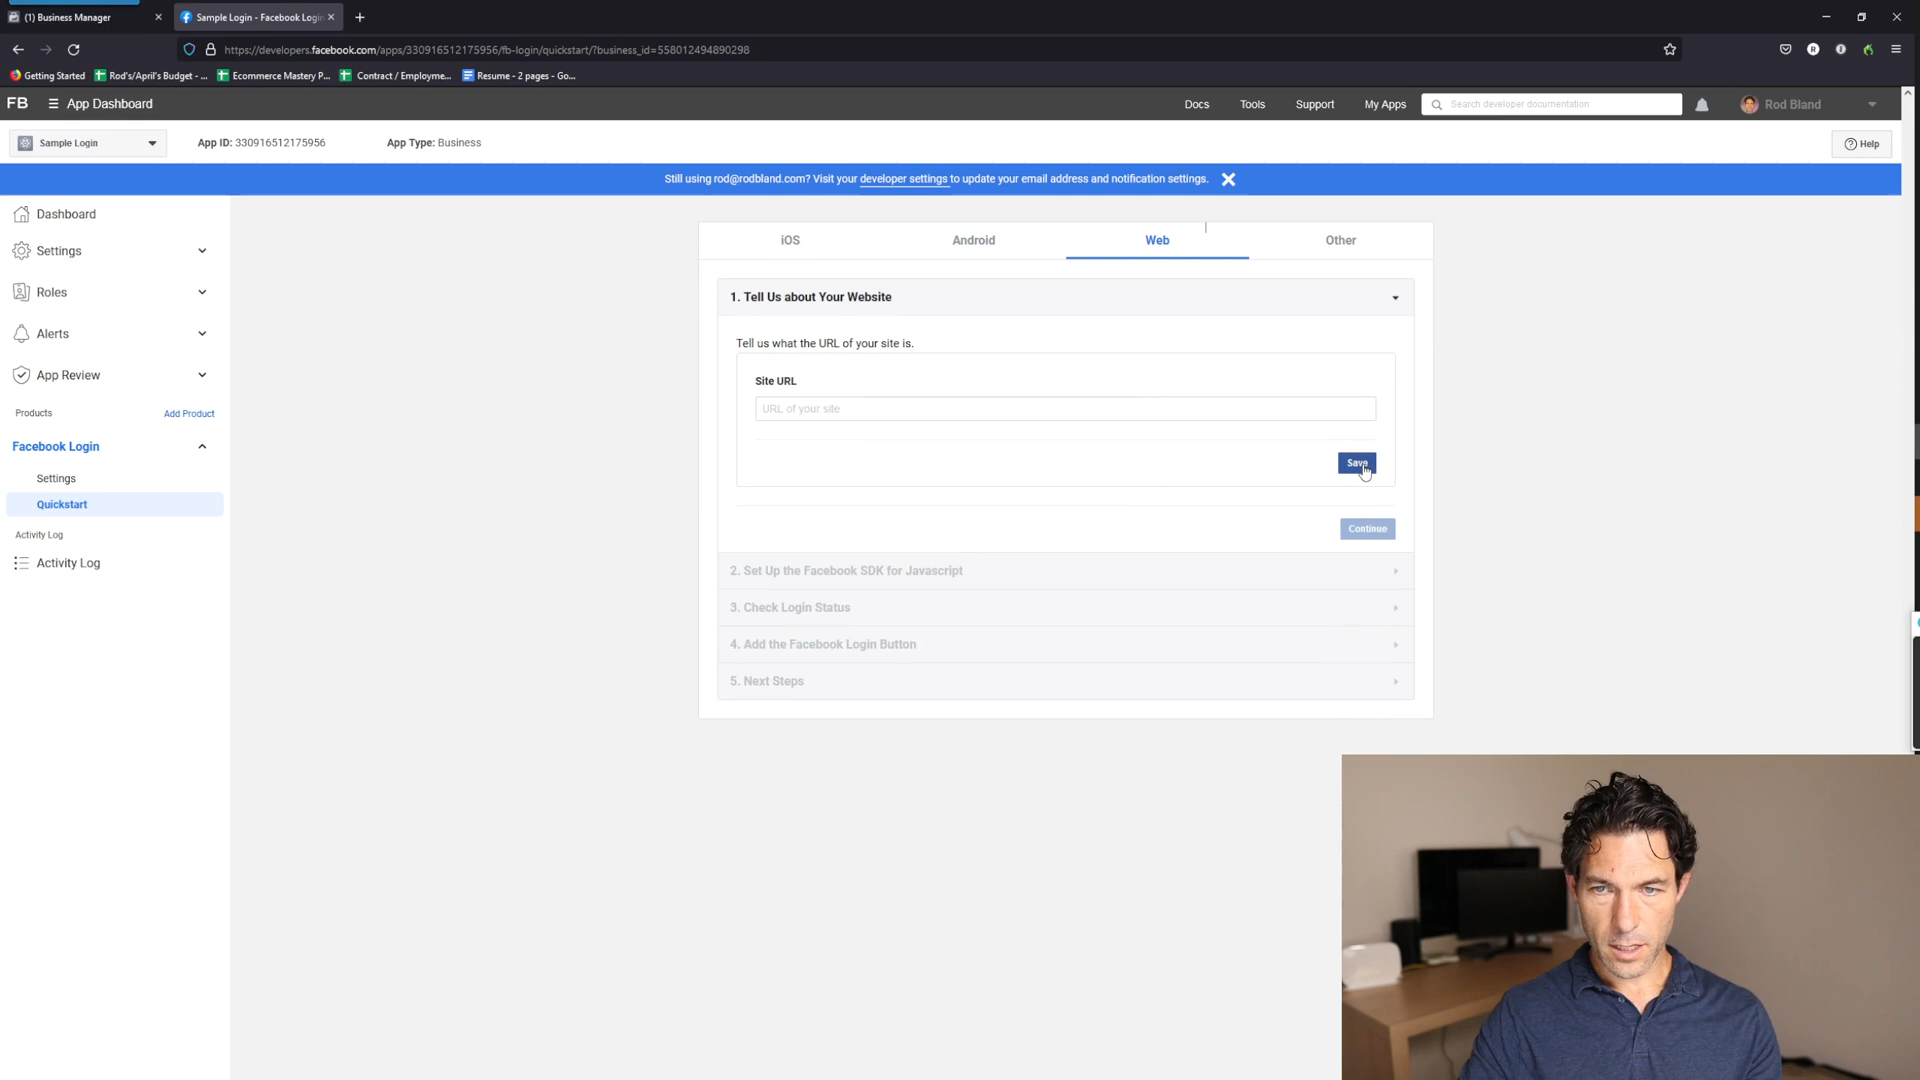 (1) Business Manager
Sample Login - Facebook Login
https://developers.facebook.com/apps/330916512175956/fb-login/quickstart/?business_id=558012494890298
Getting Started
Rod's/April's Budget - ...
Ecommerce Mastery P...
Contract / Employme...
Resume - 2 pages - Go...
FB
App Dashboard
Docs
Tools
Support
My Apps
Search developer documentation
Rod Bland
Sample Login
App ID: 330916512175956
App Type: Business
Help
Still using rod@rodbland.com? Visit your developer settings to update your email address and notification settings.
Dashboard
Settings
Roles
Alerts
App Review
Products
Add Product
Facebook Login
Settings
Quickstart
Activity Log
Activity Log
iOS
Android
Web
Other
1. Tell Us about Your Website
Tell us what the URL of your site is.
Site URL
URL of your site
Save
Continue
2. Set Up the Facebook SDK for Javascript
3. Check Login Status
4. Add the Facebook Login Button
5. Next Steps